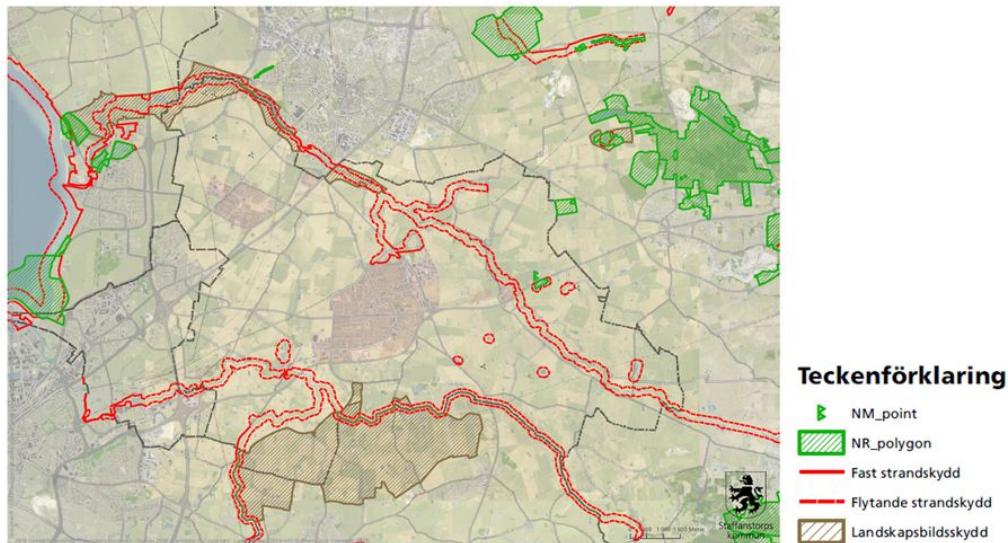 Teckenförklaring
NM_point
NR_polygon
Fast strandskydd
Flytande strandskydd
Landskapsbildsskydd
Staffanstorps
kommun